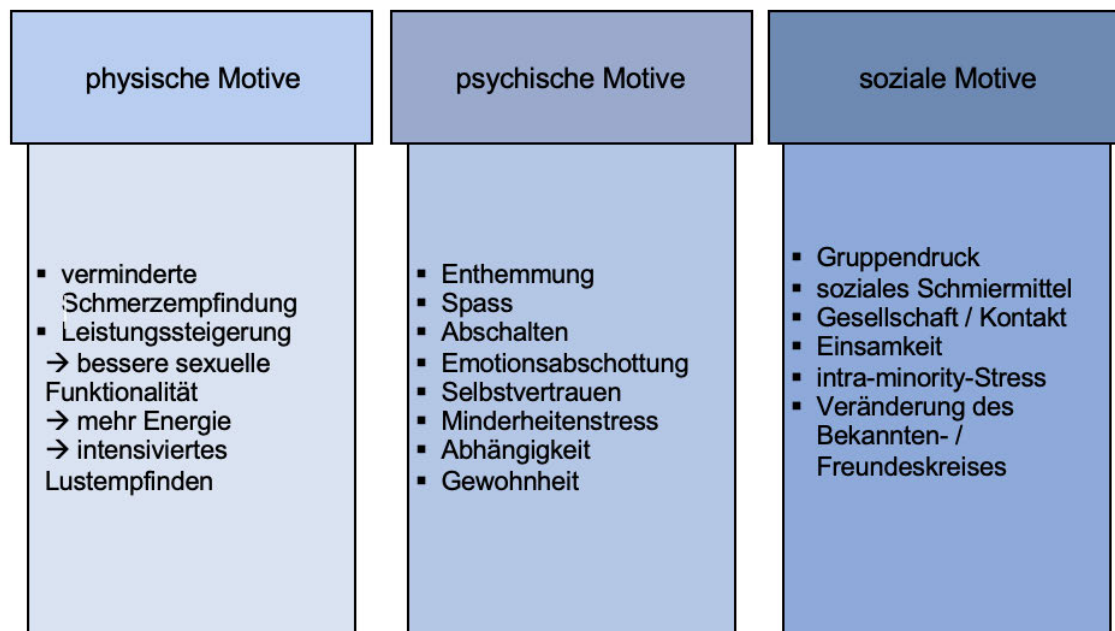 physische Motive
▪ verminderte
Schmerzempfindung
▪ Leistungssteigerung
→ bessere sexuelle
Funktionalität
→ mehr Energie
→ intensiviertes
Lustempfinden
psychische Motive
▪ Enthemmung
▪ Spass
▪ Abschalten
▪ Emotionsabschottung
▪ Selbstvertrauen
▪ Minderheitenstress
▪ Abhängigkeit
▪ Gewohnheit
soziale Motive
▪ Gruppendruck
▪ soziales Schmiermittel
▪ Gesellschaft / Kontakt
▪ Einsamkeit
▪ intra-minority-Stress
▪ Veränderung des
Bekannten- /
Freundeskreises